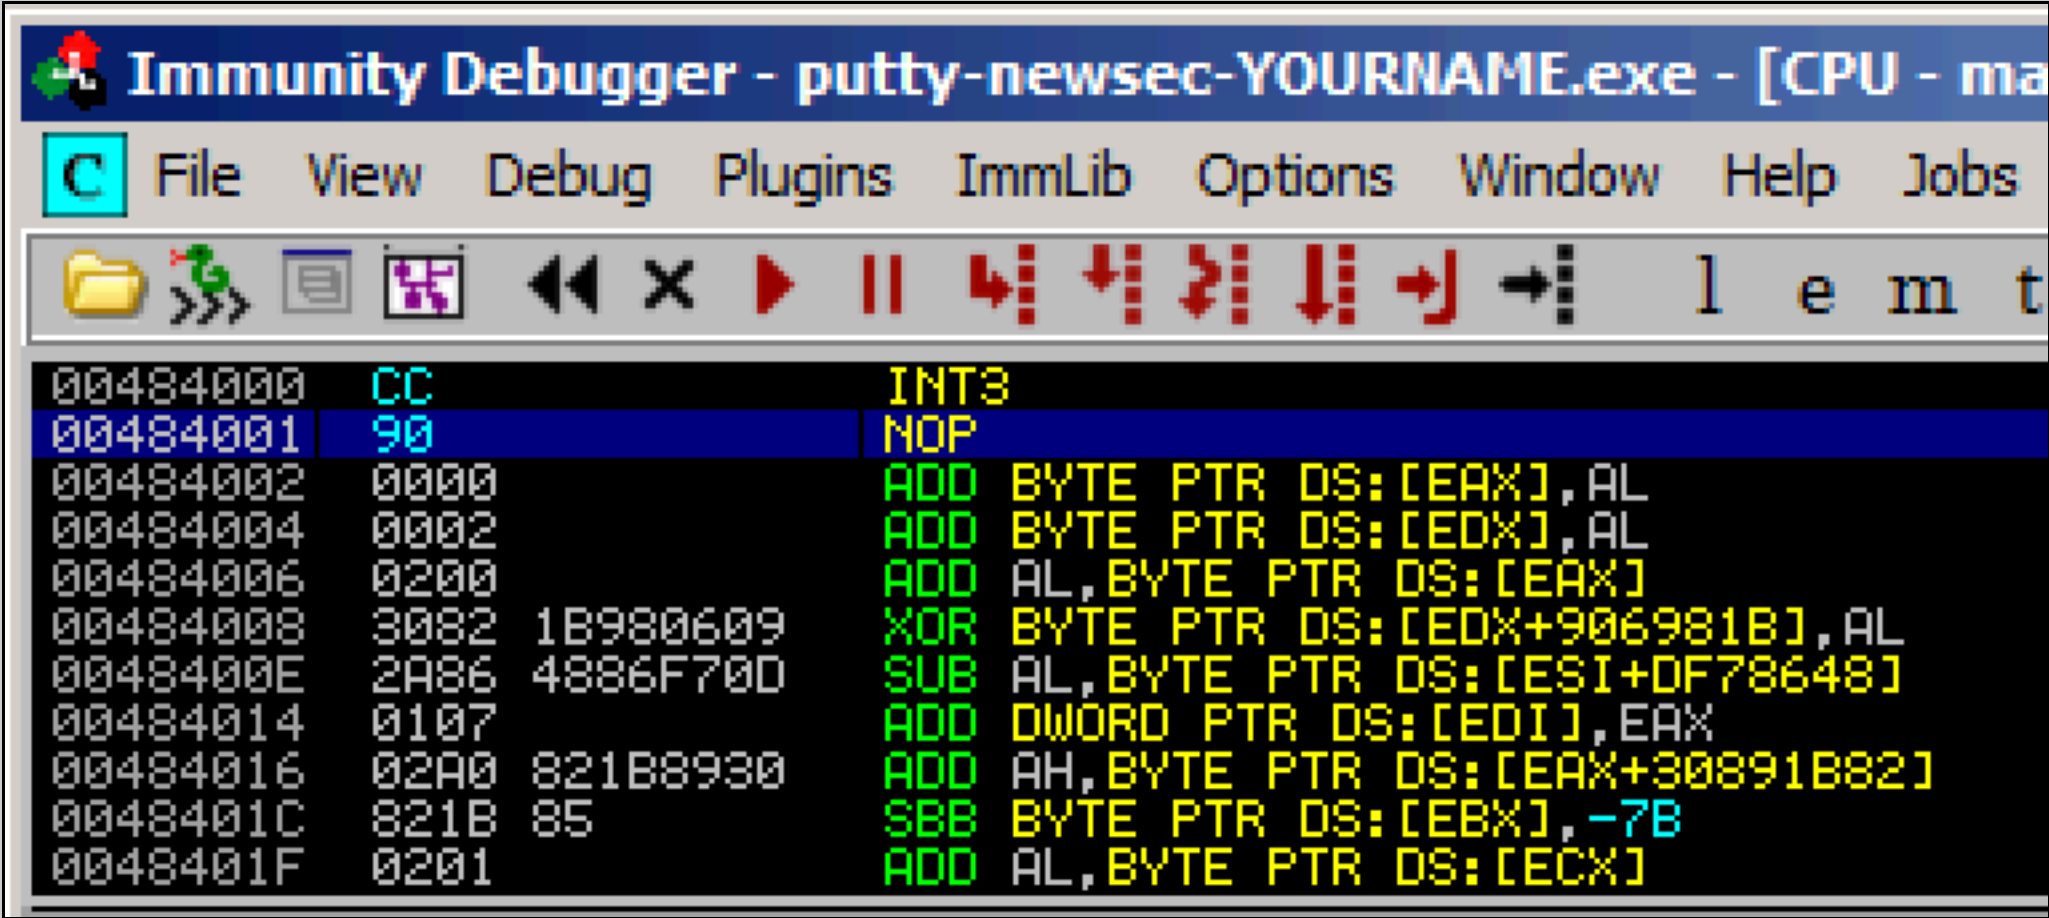 Immunity Debugger - putty-newsec-YOURNAME.exe - [CPU - ma
C File View Debug Plugins ImmLib Options Window Help Jobs
l e m t
00484000 CC INT3
00484001 90 NOP
00484002 0000 ADD BYTE PTR DS:[EAX],AL
00484004 0002 ADD BYTE PTR DS:[EDX],AL
00484006 0200 ADD AL,BYTE PTR DS:[EAX]
00484008 3082 1B980609 XOR BYTE PTR DS:[EDX+906981B],AL
0048400E 2A86 4886F70D SUB AL,BYTE PTR DS:[ESI+DF78648]
00484014 0107 ADD DWORD PTR DS:[EDI],EAX
00484016 02A0 821B8930 ADD AH,BYTE PTR DS:[EAX+30891B82]
0048401C 821B 85 SBB BYTE PTR DS:[EBX],-7B
0048401F 0201 ADD AL,BYTE PTR DS:[ECX]